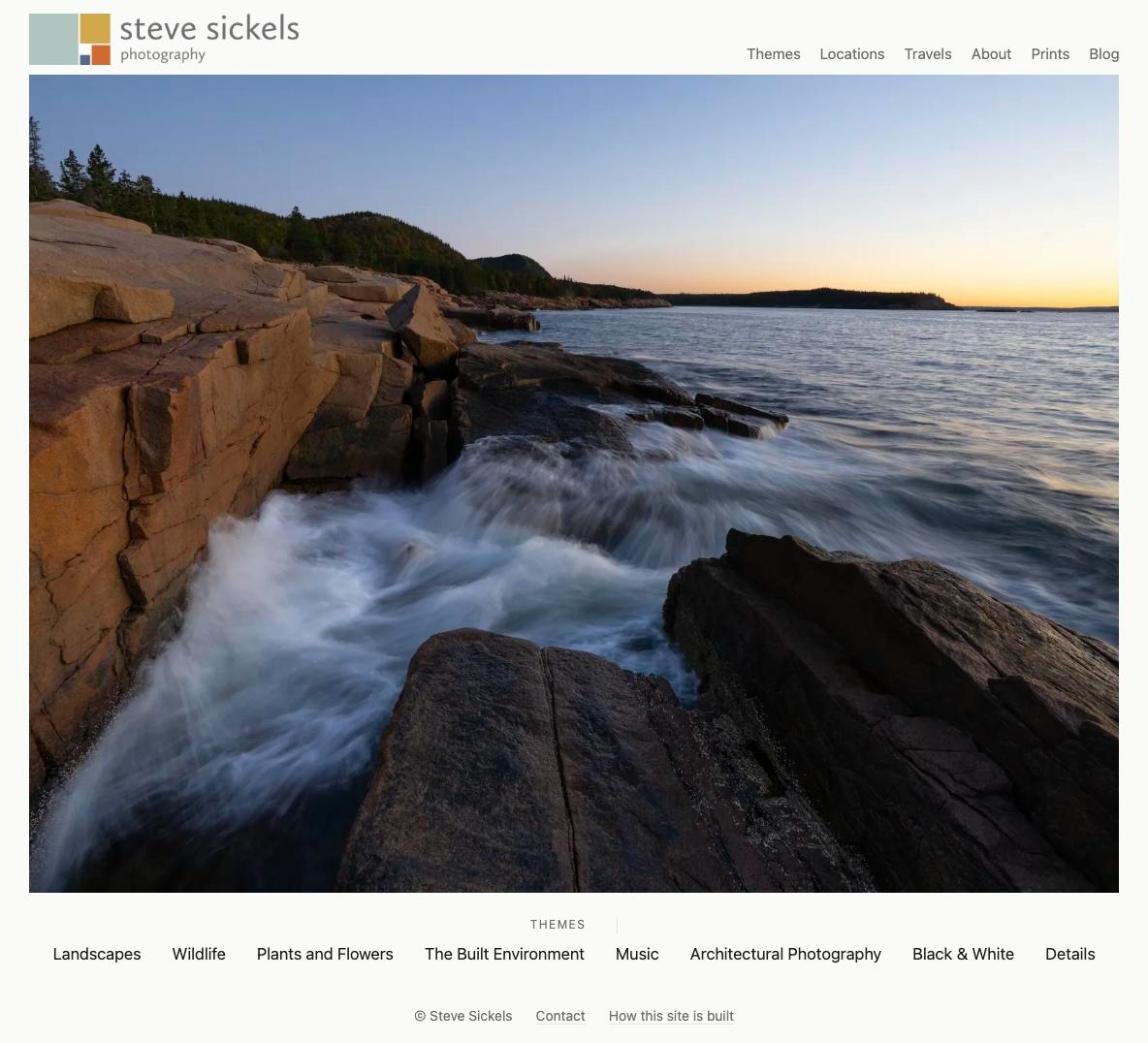 steve sickels
photography
Themes Locations Travels About Prints Blog
THEMES
Landscapes Wildlife Plants and Flowers The Built Environment Music Architectural Photography Black & White Details
© Steve Sickels Contact How this site is built